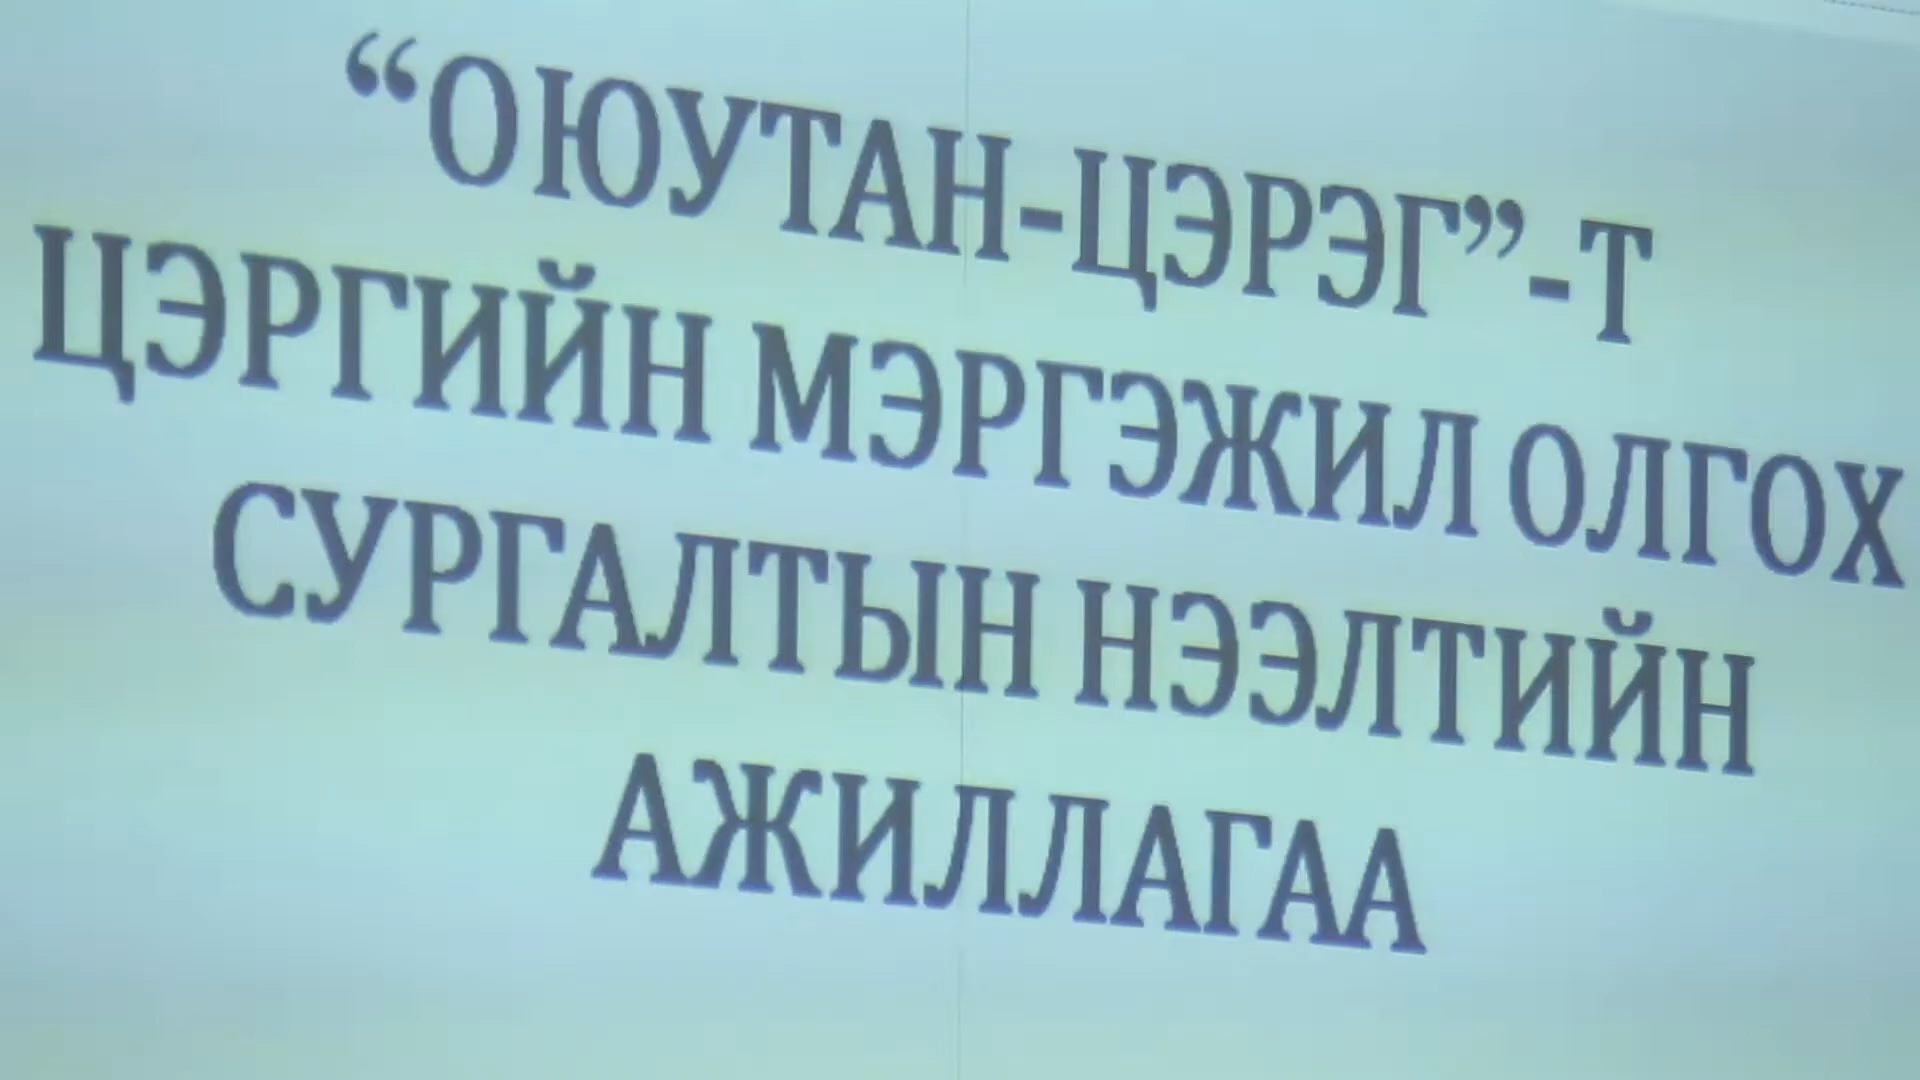 “ОЮУТАН-ЦЭРЭГ”-Т
ЦЭРГИЙН МЭРГЭЖИЛ ОЛГОХ
СУРГАЛТЫН НЭЭЛТИЙН
АЖИЛЛАГАА